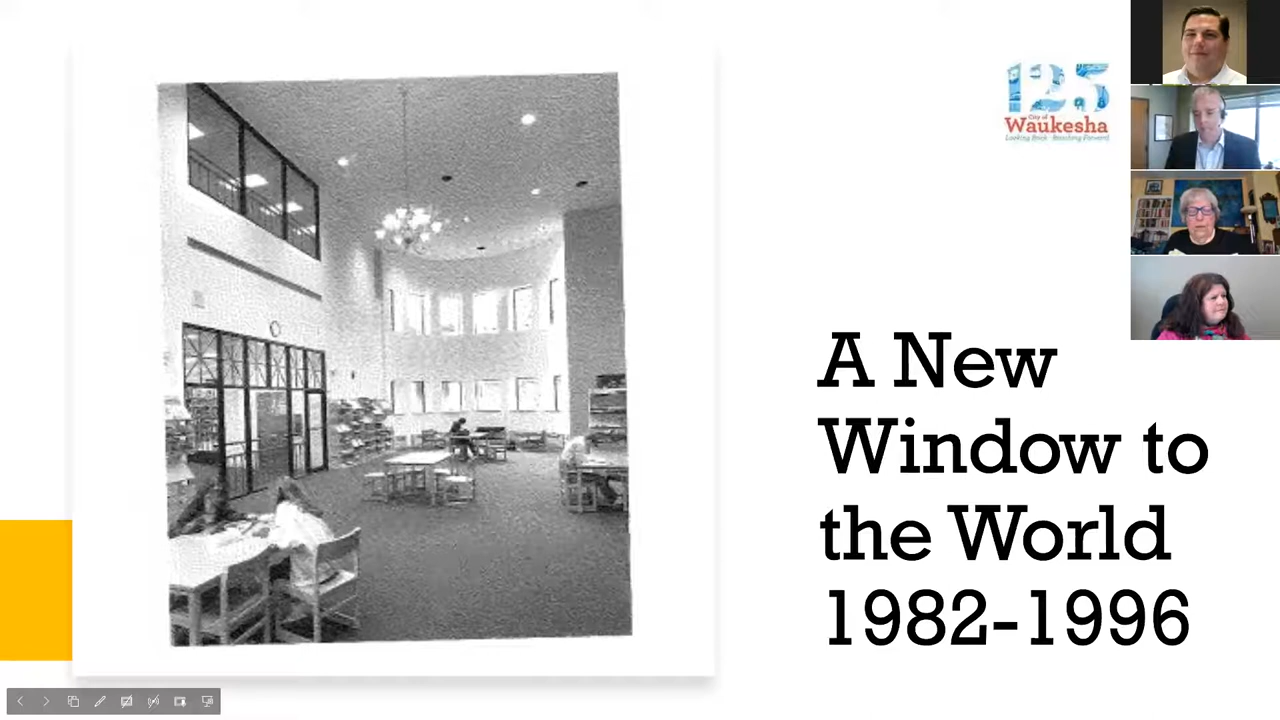 125
City of
Waukesha
Looking Back · Reaching Forward
A New
Window to
the World
1982-1996